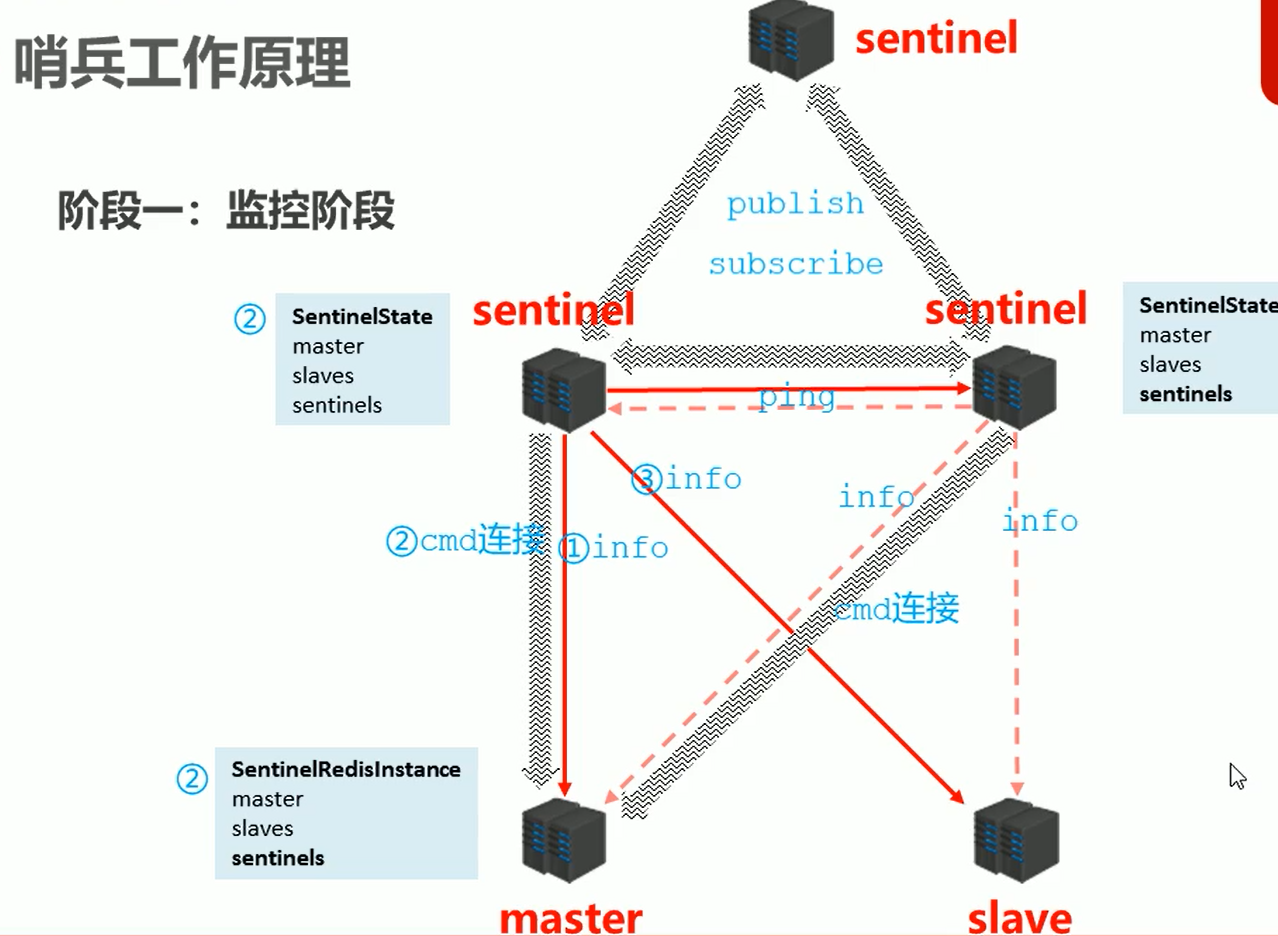 哨兵工作原理
sentinel
阶段一：监控阶段
publish
subscribe
sentinel
sentinel
②
SentinelState
master
slaves
sentinels
SentinelState
master
slaves
sentinels
ping
③info
info
info
②cmd连接
①info
cmd连接
②
SentinelRedisInstance
master
slaves
sentinels
master
slave